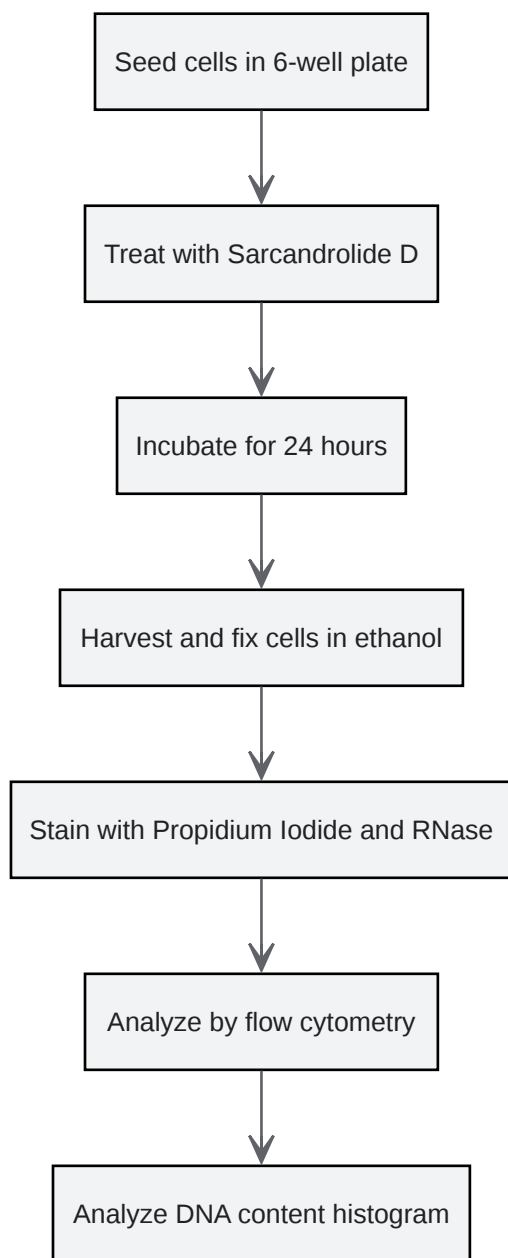 Seed cells in 6-well plate
Treat with Sarcandrolide D
Incubate for 24 hours
Harvest and fix cells in ethanol
Stain with Propidium Iodide and RNase
Analyze by flow cytometry
Analyze DNA content histogram